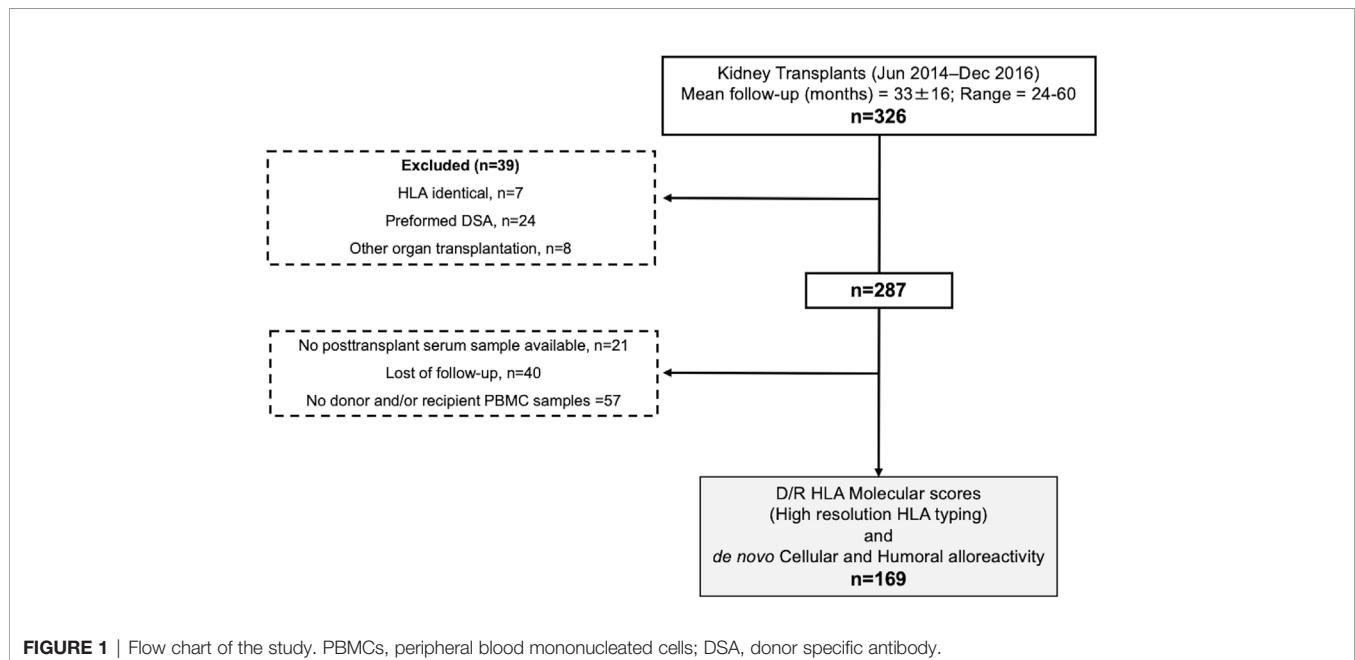 Kidney Transplants (Jun 2014–Dec 2016)
Mean follow-up (months) = 33±16; Range = 24-60
n=326
Excluded (n=39)
HLA identical, n=7
Preformed DSA, n=24
Other organ transplantation, n=8
n=287
No posttransplant serum sample available, n=21
Lost of follow-up, n=40
No donor and/or recipient PBMC samples =57
D/R HLA Molecular scores
(High resolution HLA typing)
and
de novo Cellular and Humoral alloreactivity
n=169
FIGURE 1 | Flow chart of the study. PBMCs, peripheral blood mononucleated cells; DSA, donor specific antibody.